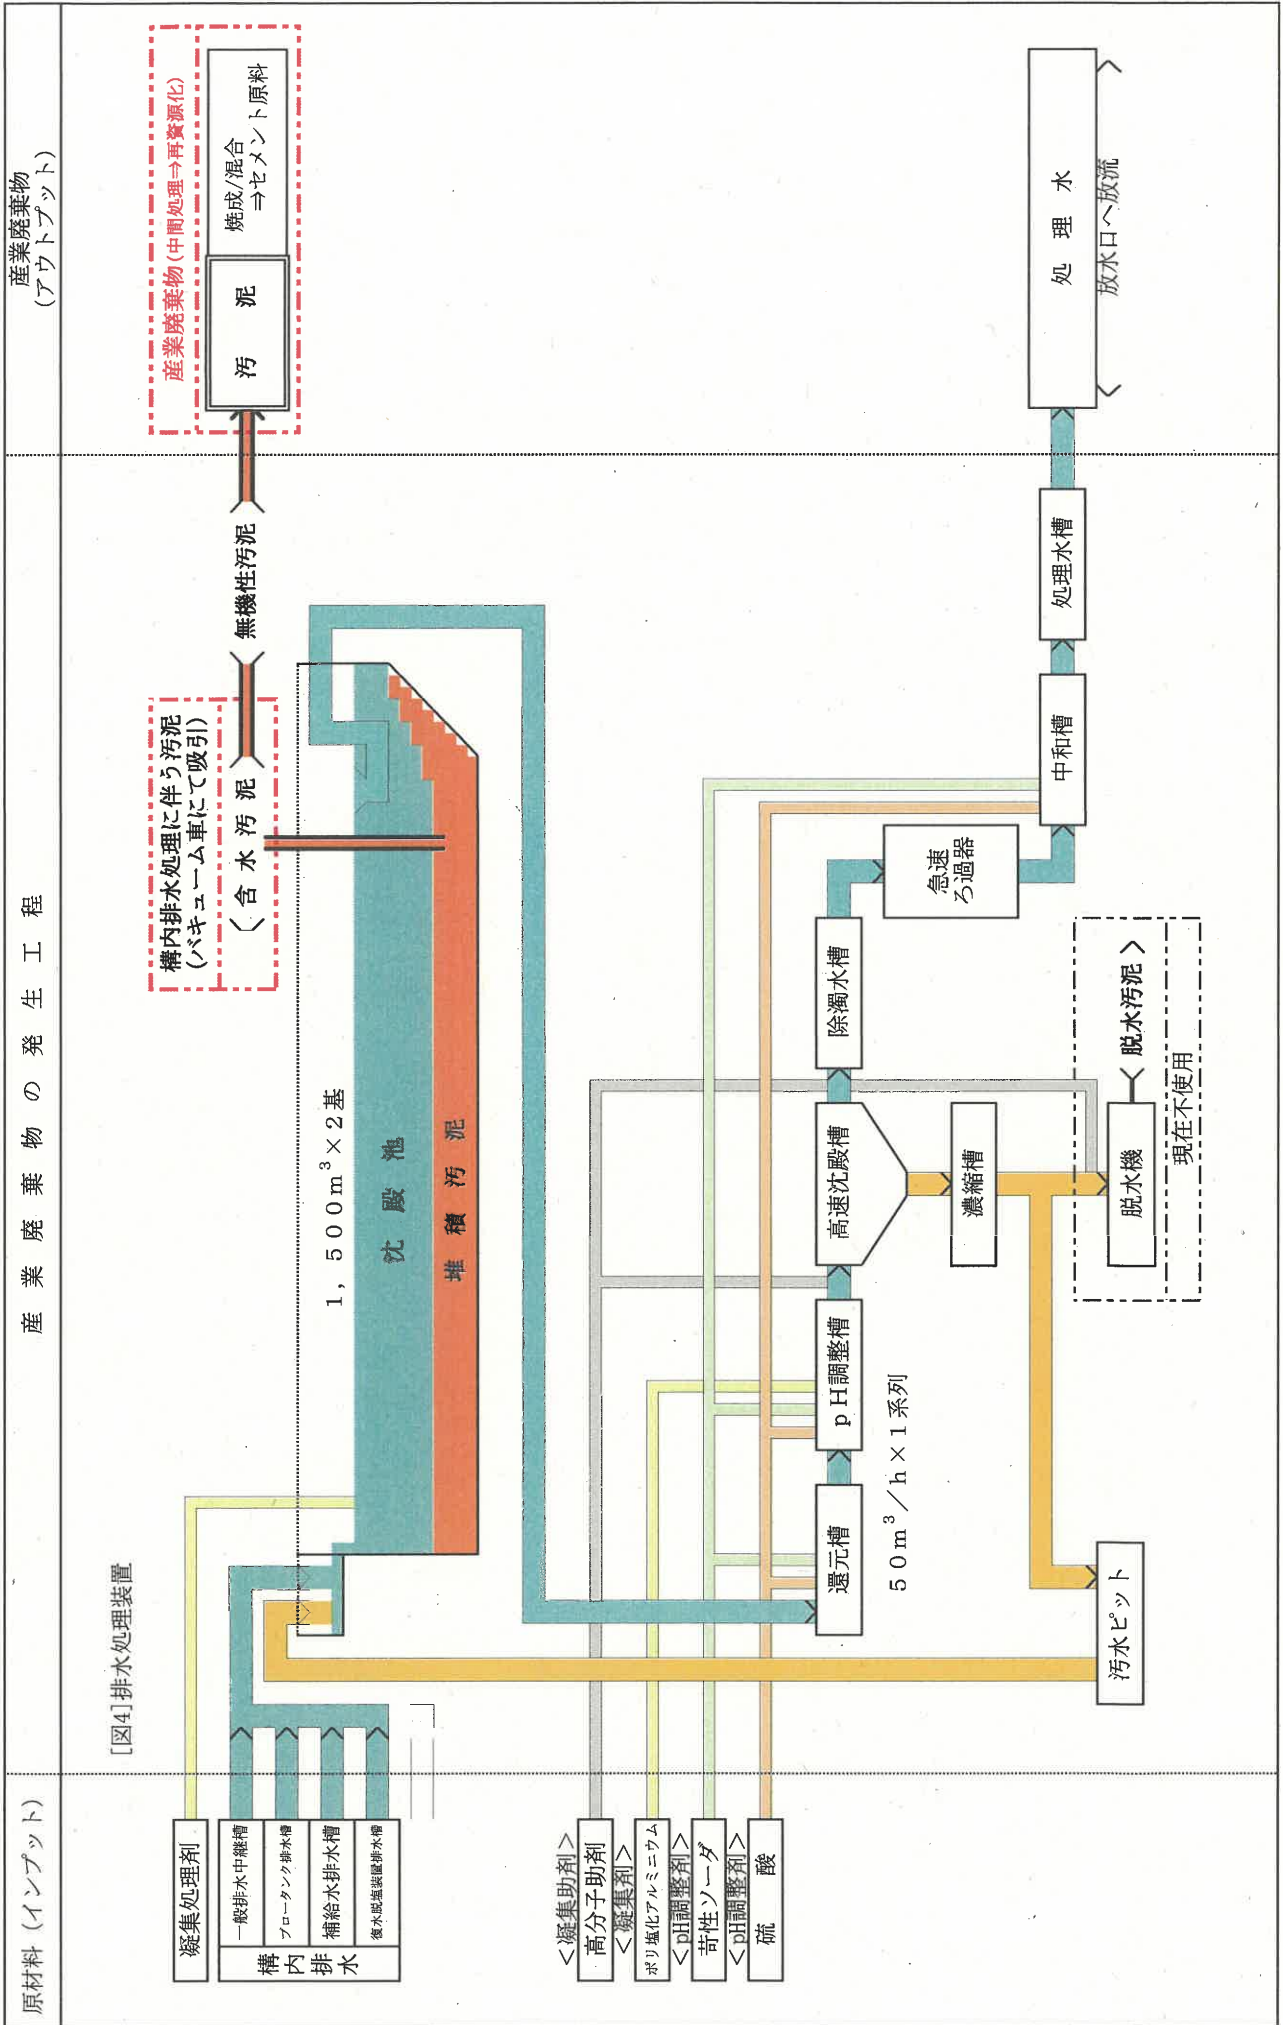 原材料（インプット）
産業廃棄物の発生工程
産業廃棄物
(アウトプット)
[図4]排水処理装置
凝集処理剤
構内排水
一般排水中継槽
ブロータンク排水槽
補給水排水槽
復水脱塩装置排水槽
＜凝集助剤＞
高分子助剤
＜凝集剤＞
ポリ塩化アルミニウム
＜pH調整剤＞
苛性ソーダ
＜pH調整剤＞
硫酸
1，500m³×2基
沈殿池
堆積汚泥
構内排水処理に伴う汚泥
(バキューム車にて吸引)
含水汚泥
無機性汚泥
産業廃棄物(中間処理⇒再資源化)
汚泥
焼成/混合
⇒セメント原料
還元槽
pH調整槽
50m³/h×1系列
高速沈殿槽
除濁水槽
急速
ろ過器
中和槽
処理水槽
処理水
放水口へ放流
濃縮槽
脱水機
脱水汚泥
現在不使用
汚水ピット